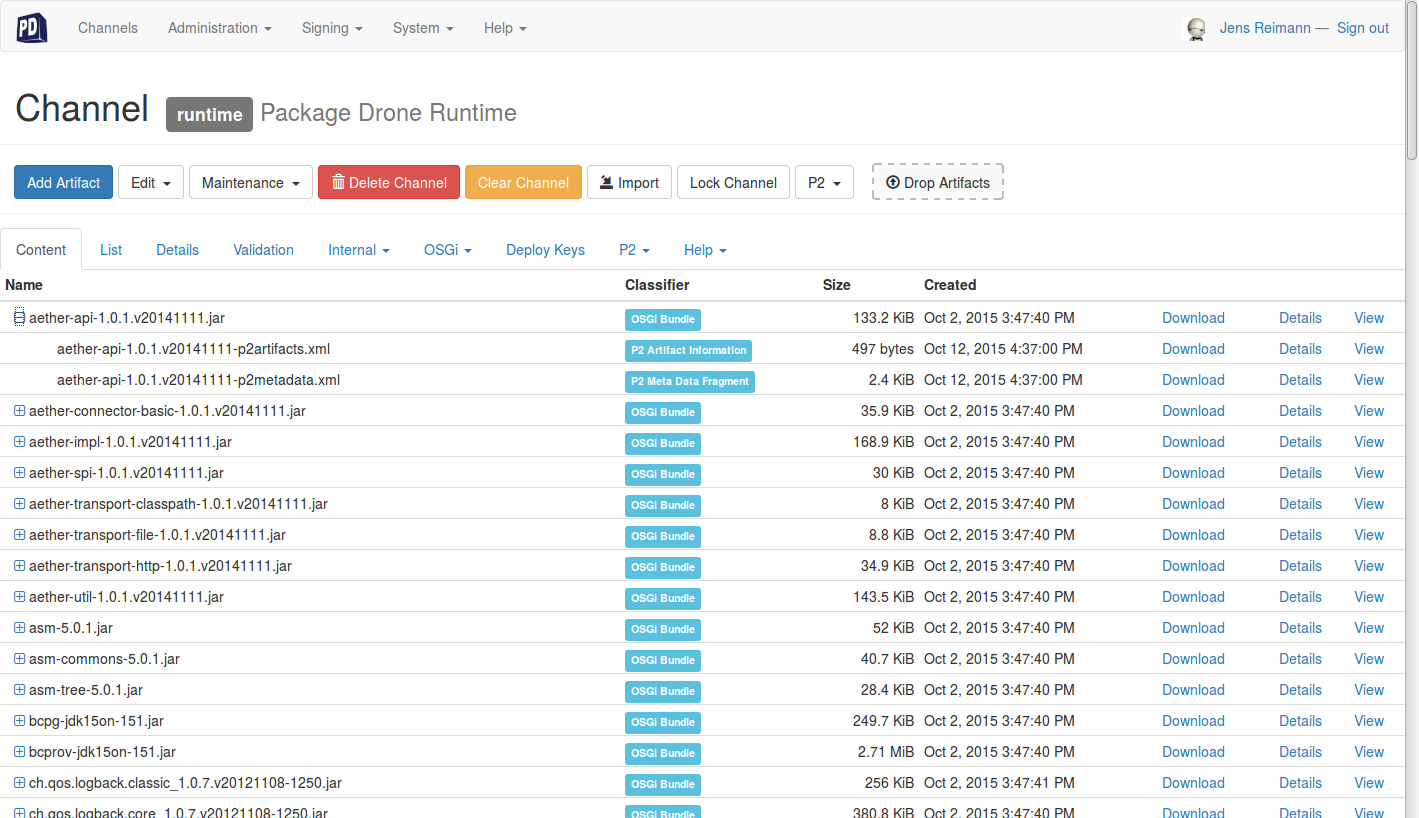 PD Channels Administration Signing System Help Jens Reimann — Sign out
Channel runtime Package Drone Runtime
Add Artifact Edit Maintenance Delete Channel Clear Channel Import Lock Channel P2 Drop Artifacts
Content List Details Validation Internal OSGi Deploy Keys P2 Help
Name Classifier Size Created
aether-api-1.0.1.v20141111.jar OSGi Bundle 133.2 KiB Oct 2, 2015 3:47:40 PM Download Details View
aether-api-1.0.1.v20141111-p2artifacts.xml P2 Artifact Information 497 bytes Oct 12, 2015 4:37:00 PM Download Details View
aether-api-1.0.1.v20141111-p2metadata.xml P2 Meta Data Fragment 2.4 KiB Oct 12, 2015 4:37:00 PM Download Details View
aether-connector-basic-1.0.1.v20141111.jar OSGi Bundle 35.9 KiB Oct 2, 2015 3:47:40 PM Download Details View
aether-impl-1.0.1.v20141111.jar OSGi Bundle 168.9 KiB Oct 2, 2015 3:47:40 PM Download Details View
aether-spi-1.0.1.v20141111.jar OSGi Bundle 30 KiB Oct 2, 2015 3:47:40 PM Download Details View
aether-transport-classpath-1.0.1.v20141111.jar OSGi Bundle 8 KiB Oct 2, 2015 3:47:40 PM Download Details View
aether-transport-file-1.0.1.v20141111.jar OSGi Bundle 8.8 KiB Oct 2, 2015 3:47:40 PM Download Details View
aether-transport-http-1.0.1.v20141111.jar OSGi Bundle 34.9 KiB Oct 2, 2015 3:47:40 PM Download Details View
aether-util-1.0.1.v20141111.jar OSGi Bundle 143.5 KiB Oct 2, 2015 3:47:40 PM Download Details View
asm-5.0.1.jar OSGi Bundle 52 KiB Oct 2, 2015 3:47:40 PM Download Details View
asm-commons-5.0.1.jar OSGi Bundle 40.7 KiB Oct 2, 2015 3:47:40 PM Download Details View
asm-tree-5.0.1.jar OSGi Bundle 28.4 KiB Oct 2, 2015 3:47:40 PM Download Details View
bcpg-jdk15on-151.jar OSGi Bundle 249.7 KiB Oct 2, 2015 3:47:40 PM Download Details View
bcprov-jdk15on-151.jar OSGi Bundle 2.71 MiB Oct 2, 2015 3:47:40 PM Download Details View
ch.qos.logback.classic_1.0.7.v20121108-1250.jar OSGi Bundle 256 KiB Oct 2, 2015 3:47:41 PM Download Details View
ch.qos.logback.core_1.0.7.v20121108-1250.jar OSGi Bundle 380.8 KiB Oct 2, 2015 3:47:40 PM Download Details View